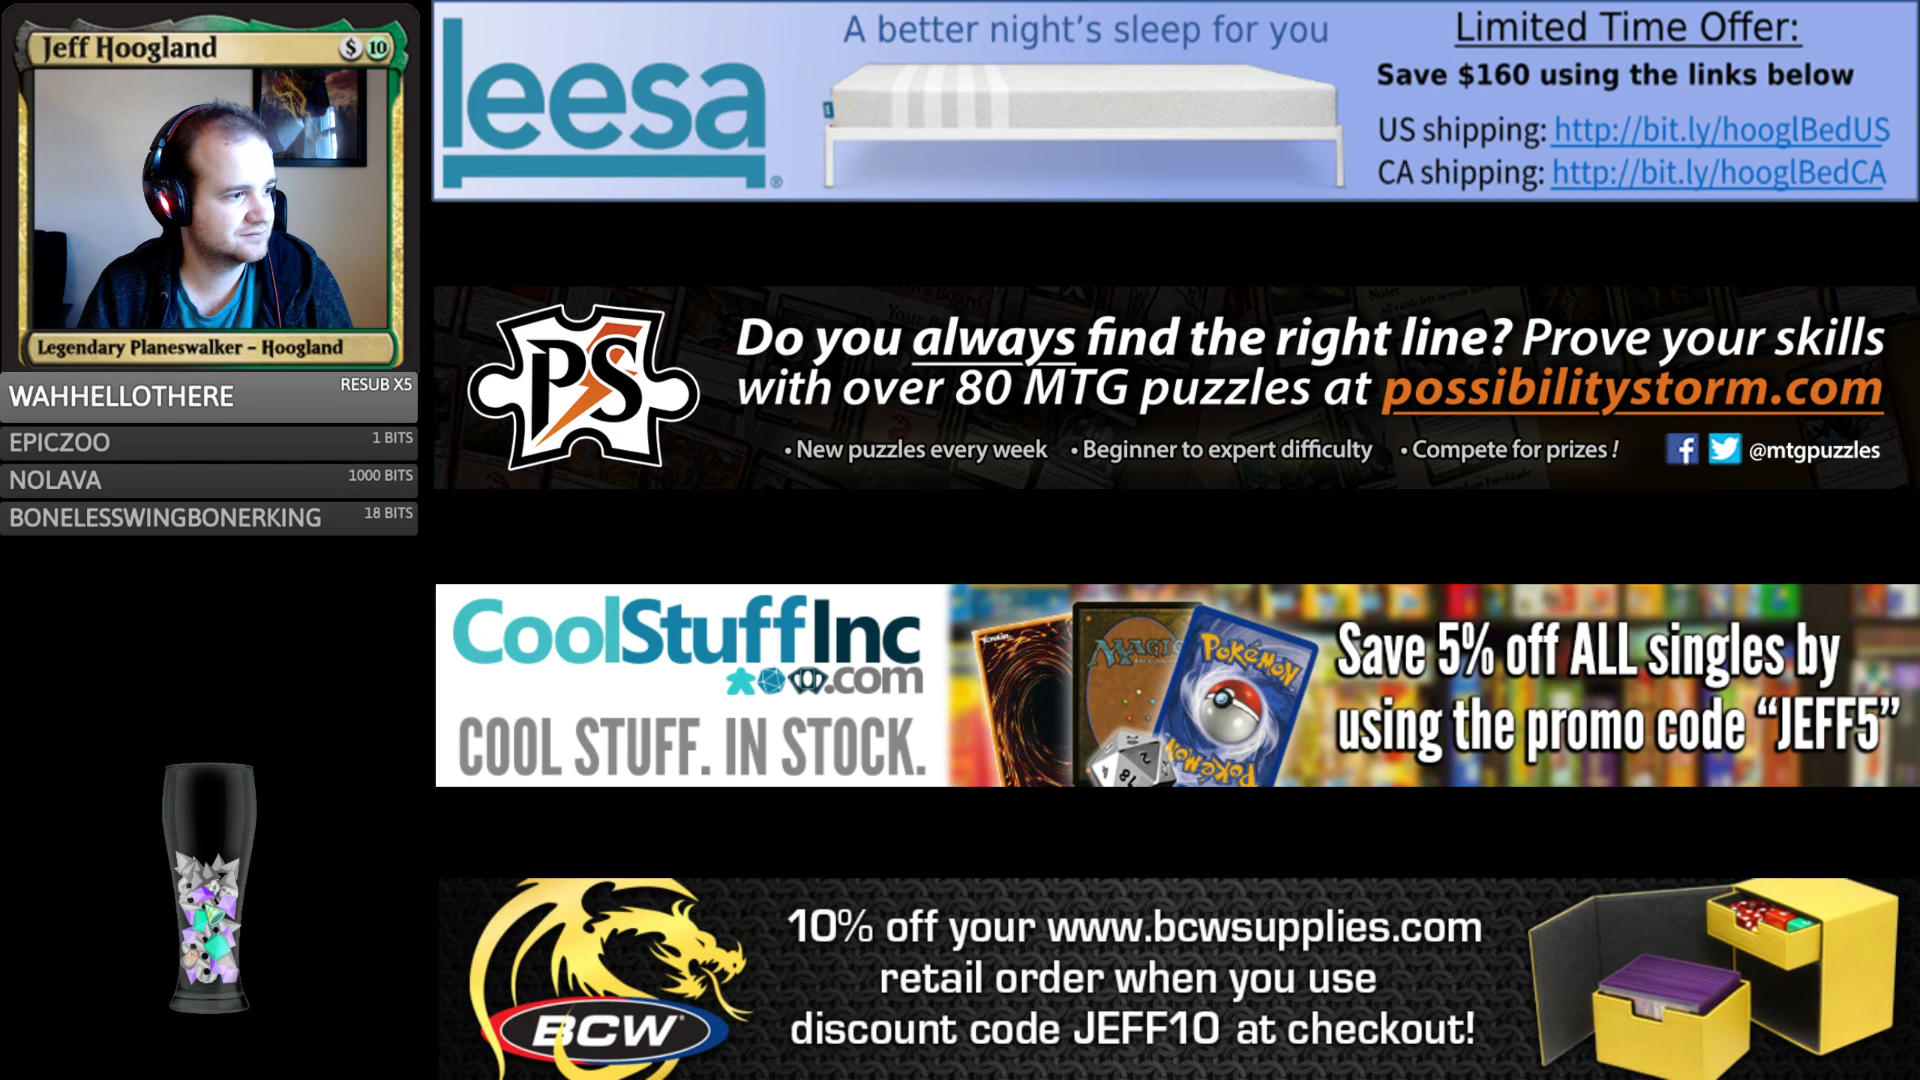 Jeff Hoogland
$ 10
Legendary Planeswalker – Hoogland
WAHHELLOTHERE RESUB X5
EPICZOO 1 BITS
NOLAVA 1000 BITS
BONELESSWINGBONERKING 18 BITS
leesa®
A better night's sleep for you
Limited Time Offer:
Save $160 using the links below
US shipping: http://bit.ly/hooglBedUS
CA shipping: http://bit.ly/hooglBedCA
PS
Do you always find the right line? Prove your skills
with over 80 MTG puzzles at possibilitystorm.com
• New puzzles every week • Beginner to expert difficulty • Compete for prizes!
f @mtgpuzzles
CoolStuffInc
.com
COOL STUFF. IN STOCK.
MAGIC
POKéMON
POKéMON
2
18
4
Save 5% off ALL singles by
using the promo code “JEFF5”
BCW
10% off your www.bcwsupplies.com
retail order when you use
discount code JEFF10 at checkout!